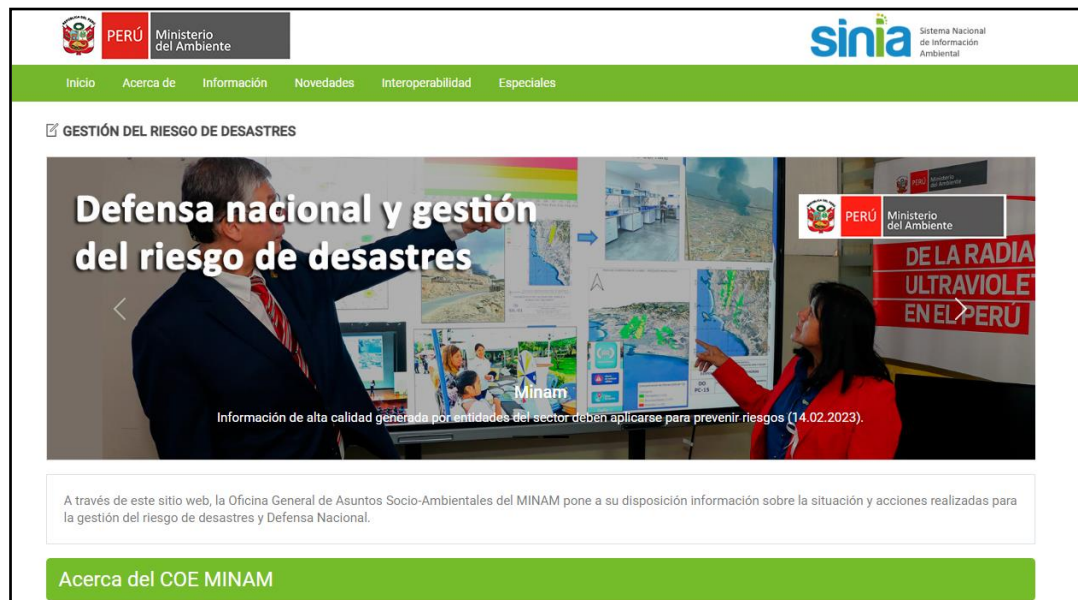 PERÚ
Ministerio
del Ambiente
sinia
Sistema Nacional
de Información
Ambiental
Inicio Acerca de Información Novedades Interoperabilidad Especiales
GESTIÓN DEL RIESGO DE DESASTRES
Defensa nacional y gestión
del riesgo de desastres
PERÚ
Ministerio
del Ambiente
PERÚ
Ministerio
del Ambiente
DE LA RADIA
ULTRAVIOLET
EN EL PERÚ
Minam
Información de alta calidad generada por entidades del sector deben aplicarse para prevenir riesgos (14.02.2023).
A través de este sitio web, la Oficina General de Asuntos Socio-Ambientales del MINAM pone a su disposición información sobre la situación y acciones realizadas para
la gestión del riesgo de desastres y Defensa Nacional.
Acerca del COE MINAM